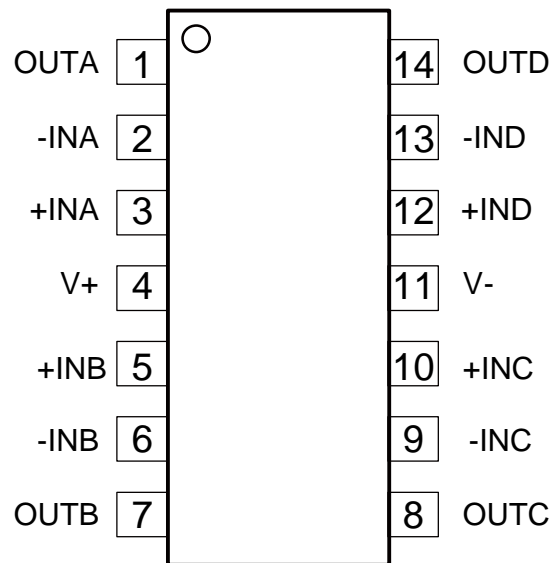 OUTA 1 14 OUTD
-INA 2 13 -IND
+INA 3 12 +IND
V+ 4 11 V-
+INB 5 10 +INC
-INB 6 9 -INC
OUTB 7 8 OUTC